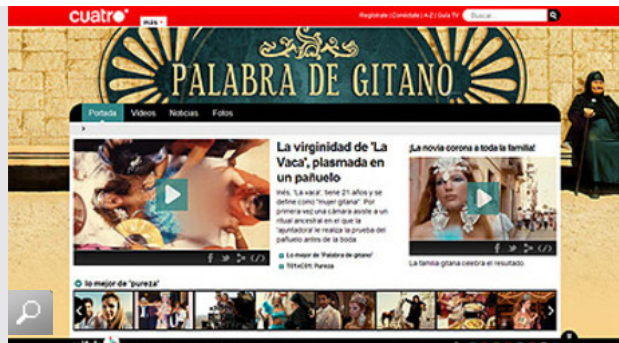 cuatro
más
Regístrate | Conéctate | A-Z | Guía TV
Buscar...
PALABRA DE GITANO
Portada Vídeos Noticias Fotos
La virginidad de 'La
Vaca', plasmada en
un pañuelo
Inés, 'La vaca', tiene 21 años y se
define como "mujer gitana". Por
primera vez una cámara asiste a un
ritual ancestral en el que la
'ajuntadora' le realiza la prueba del
pañuelo antes de la boda
Lo mejor de 'Palabra de gitano'
T01xC01: Pureza
¡La novia corona a toda la familia!
La familia gitana celebra el resultado
lo mejor de 'pureza'